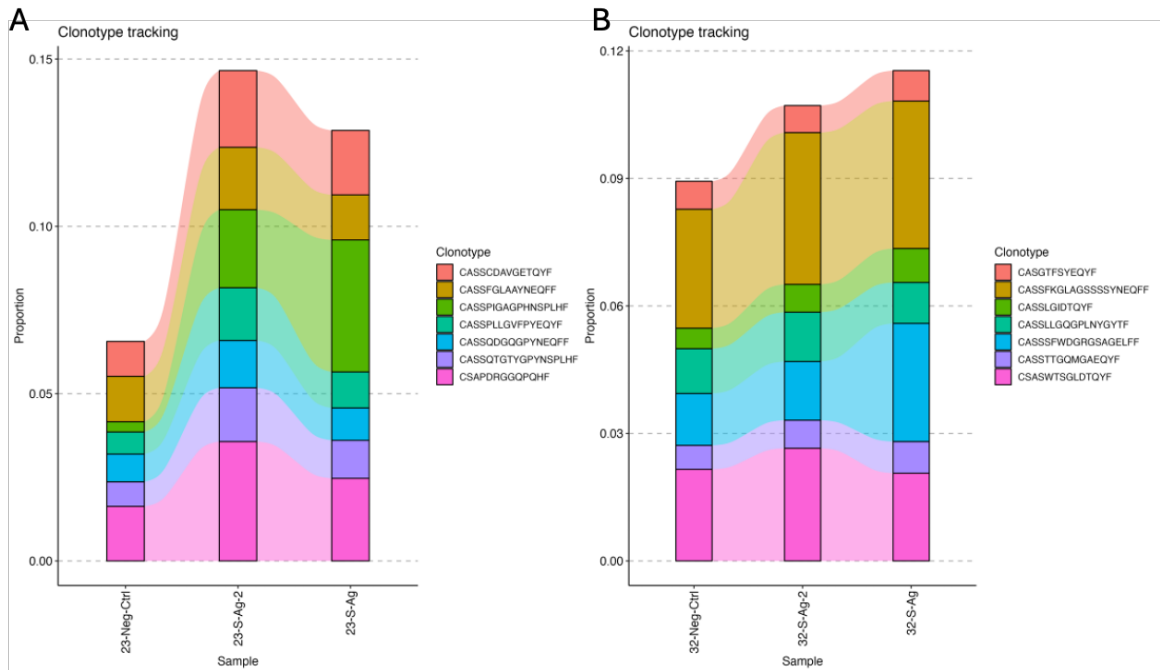 A
Clonotype tracking
0.15
0.10
0.05
0.00
Proportion
23-Neg-Ctrl
23-S-Ag-2
23-S-Ag
Sample
Clonotype
CASSCDAVGETQYF
CASSFGLAAYNEQFF
CASSPIGAGPHNSPLHF
CASSPLLGVFPYEQYF
CASSQDGQGPYNEQFF
CASSQTGTYGPYNSPLHF
CSAPDRGGQPQHF
B
Clonotype tracking
0.12
0.09
0.06
0.03
0.00
Proportion
32-Neg-Ctrl
32-S-Ag-2
32-S-Ag
Sample
Clonotype
CASGTFSYEQYF
CASSFKGLAGSSSSYNEQFF
CASSLGIDTQYF
CASSLLGQGPLNYGYTF
CASSSFWDGRGSAGELFF
CASSTTGQMGAEQYF
CSASWTSGLDTQYF